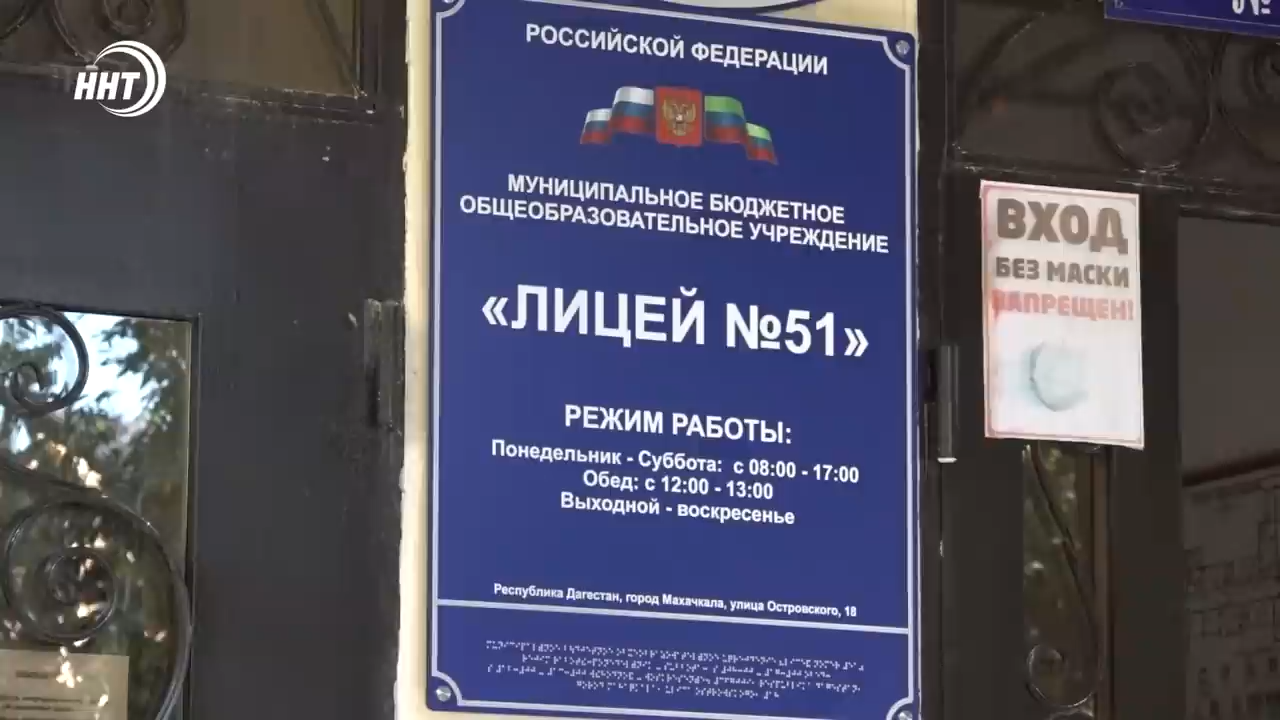 ННТ
№
РОССИЙСКОЙ ФЕДЕРАЦИИ
МУНИЦИПАЛЬНОЕ БЮДЖЕТНОЕ
ОБЩЕОБРАЗОВАТЕЛЬНОЕ УЧРЕЖДЕНИЕ
«ЛИЦЕЙ №51»
РЕЖИМ РАБОТЫ:
Понедельник - Суббота: с 08:00 - 17:00
Обед: с 12:00 - 13:00
Выходной - воскресенье
Республика Дагестан, город Махачкала, улица Островского, 18
ВХОД
БЕЗ МАСКИ
ЗАПРЕЩЕН!